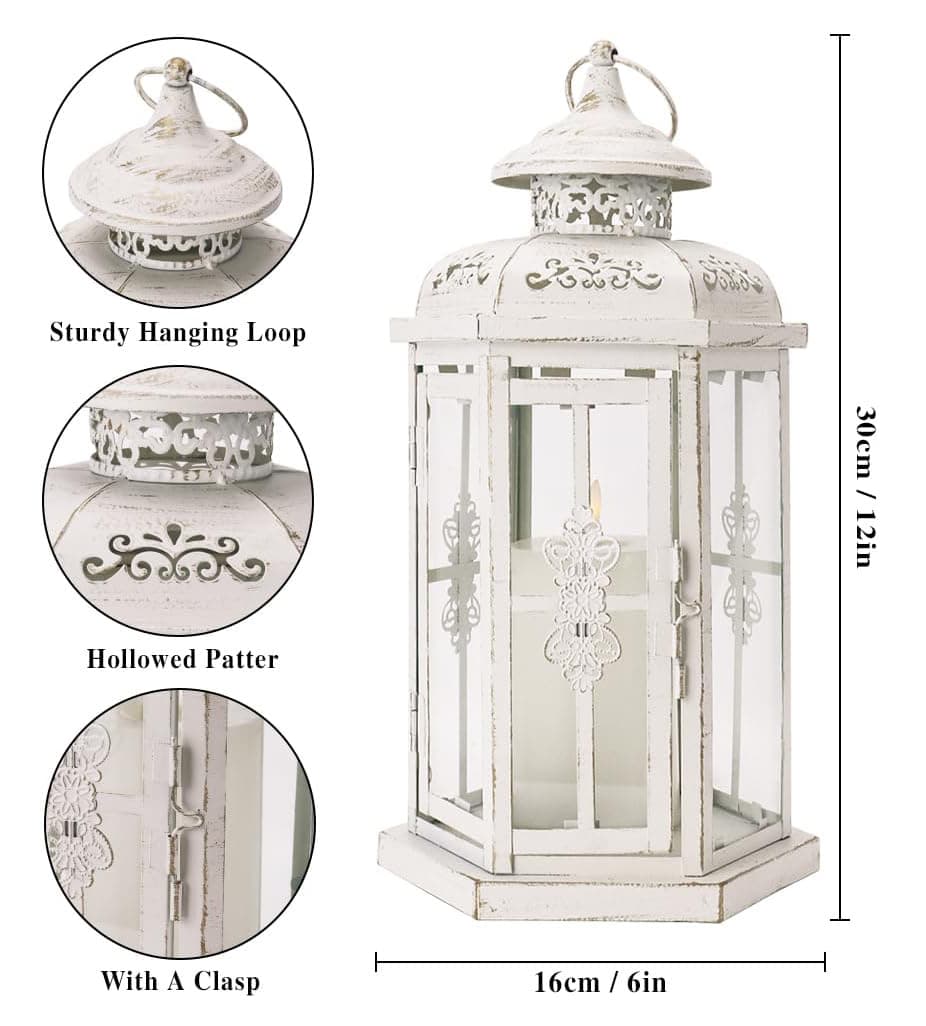 Sturdy Hanging Loop
Hollowed Patter
With A Clasp
30cm / 12in
16cm / 6in